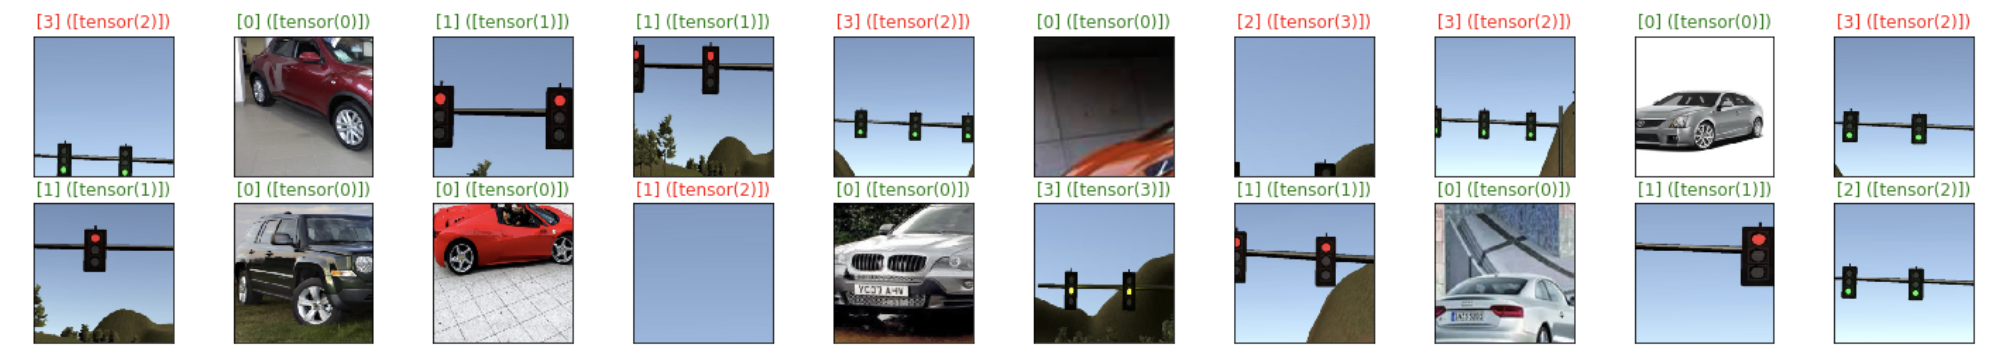 [3] ([tensor(2)]) [0] ([tensor(0)]) [1] ([tensor(1)]) [1] ([tensor(1)]) [3] ([tensor(2)]) [0] ([tensor(0)]) [2] ([tensor(3)]) [3] ([tensor(2)]) [0] ([tensor(0)]) [3] ([tensor(2)])
[1] ([tensor(1)]) [0] ([tensor(0)]) [0] ([tensor(0)]) [1] ([tensor(2)]) [0] ([tensor(0)]) [3] ([tensor(3)]) [1] ([tensor(1)]) [0] ([tensor(0)]) [1] ([tensor(1)]) [2] ([tensor(2)])